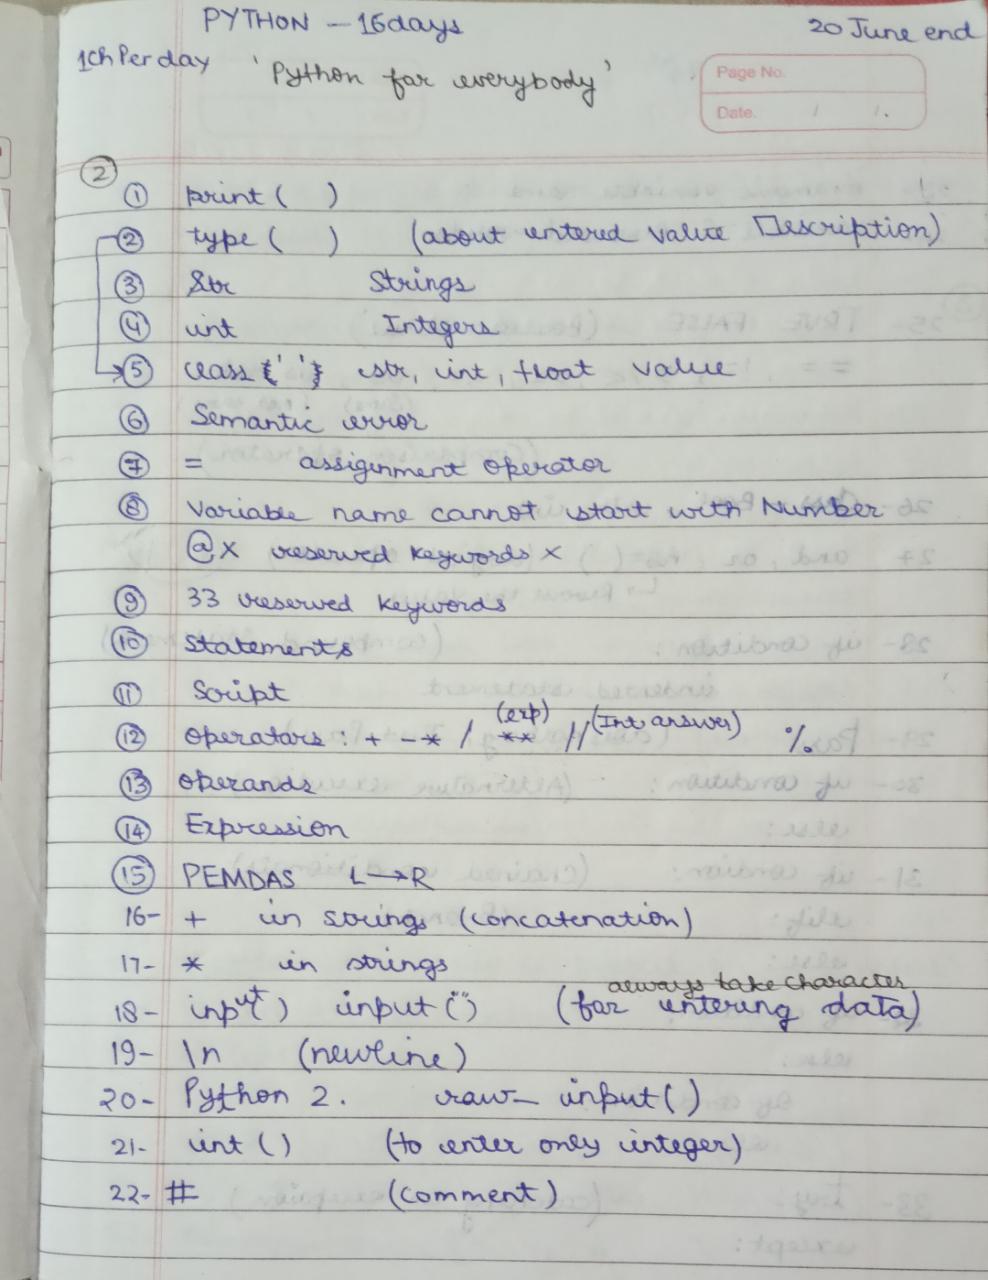 PYTHON - 16days
20 June end
1ch Per day 'Python for everybody'
Page No.
Date. / /.
②
① print ( )
② type ( ) (about entered value Description)
③ Str Strings
④ int Integers
⑤ class {' '} str, int, float value
⑥ Semantic error
⑦ = assignment operator
⑧ Variable name cannot start with Number
@ x reserved keywords x
⑨ 33 reserved keywords
⑩ statements
⑪ Script
⑫ operators : + - * / ** (exp) // (Int answer) %
⑬ operands
⑭ Expression
⑮ PEMDAS L→R
16- + in strings (concatenation)
17- * in strings
always take character
18- input) input ("") (for entering data)
19- \n (newline)
20- Python 2. raw_input()
21- int () (to enter only integer)
22- # (comment)